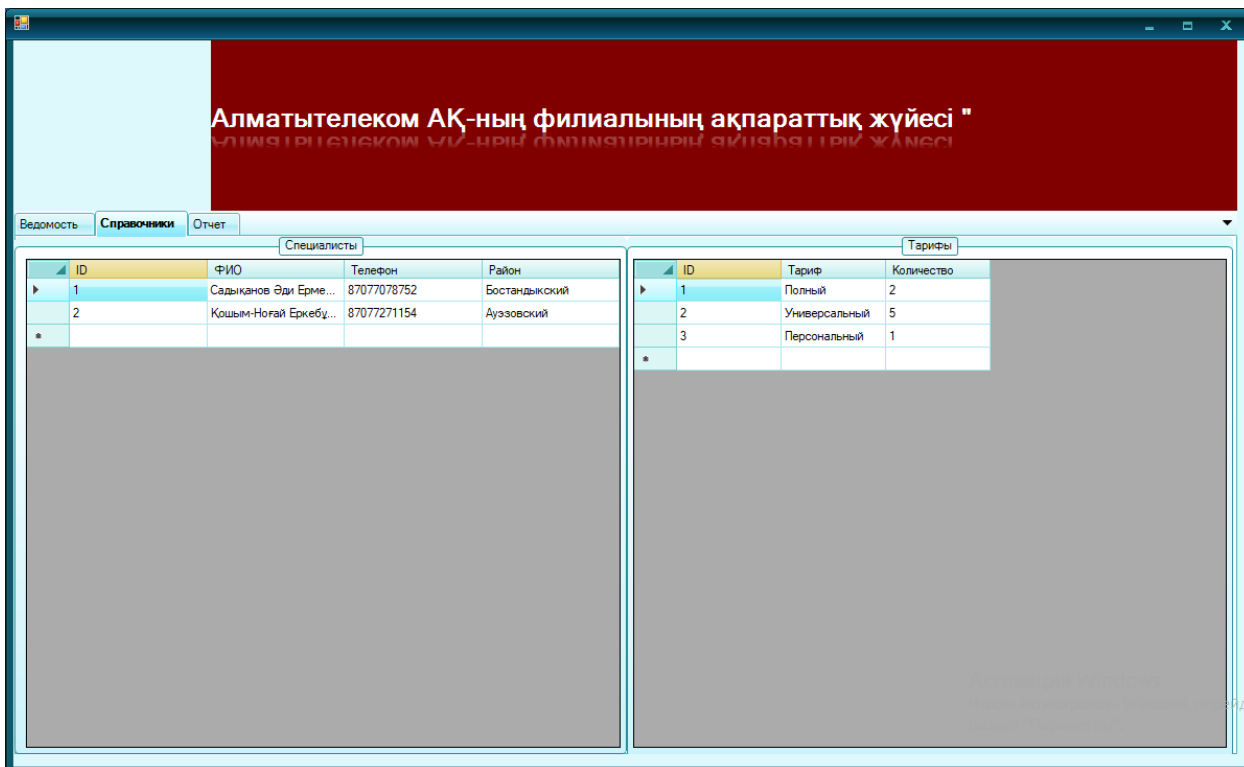 Алматытелеком АҚ-ның филиалының ақпараттық жүйесі "
Ведомость Справочники Отчет
Специалисты
ID ФИО Телефон Район
1 Садықанов Әди Ерме... 87077078752 Бостандыкский
2 Қошым-Ноғай Еркебұ... 87077271154 Ауэзовский
Тарифы
ID Тариф Количество
1 Полный 2
2 Универсальный 5
3 Персональный 1